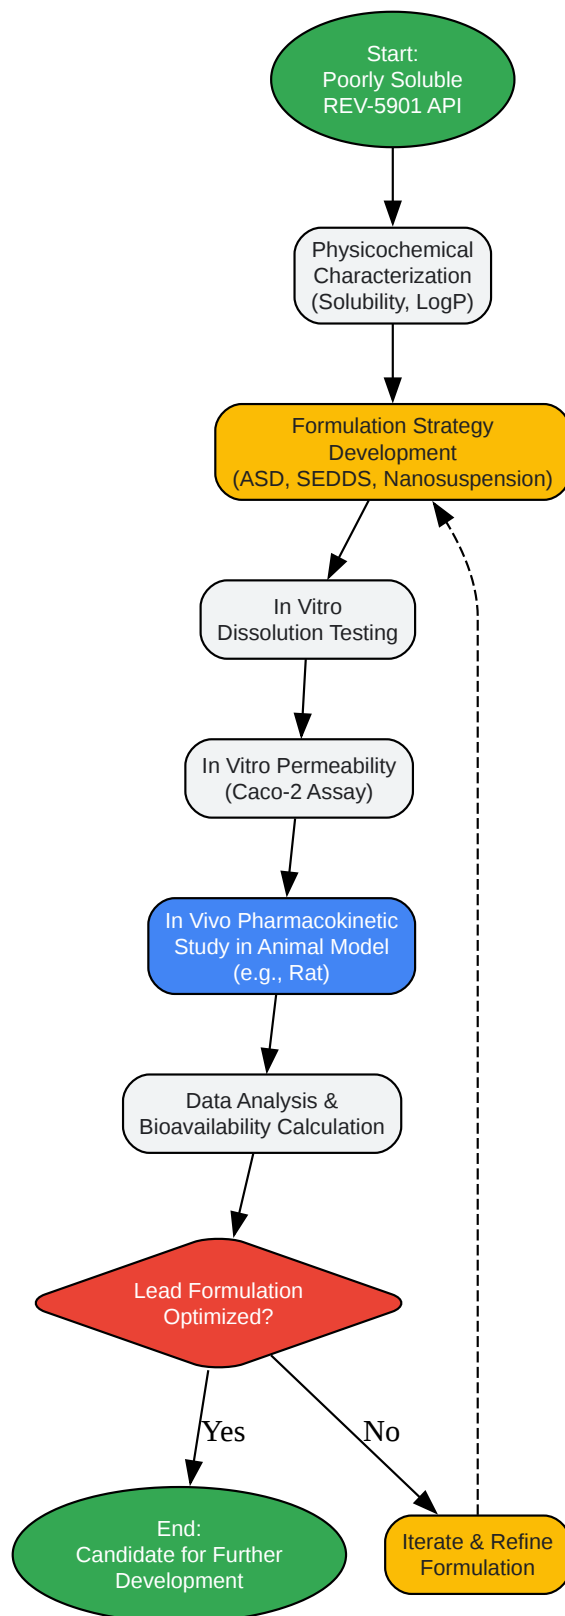 Start:
Poorly Soluble
REV-5901 API
Physicochemical
Characterization
(Solubility, LogP)
Formulation Strategy
Development
(ASD, SEDDS, Nanosuspension)
In Vitro
Dissolution Testing
In Vitro Permeability
(Caco-2 Assay)
In Vivo Pharmacokinetic
Study in Animal Model
(e.g., Rat)
Data Analysis &
Bioavailability Calculation
Lead Formulation
Optimized?
Yes
No
End:
Candidate for Further
Development
Iterate & Refine
Formulation